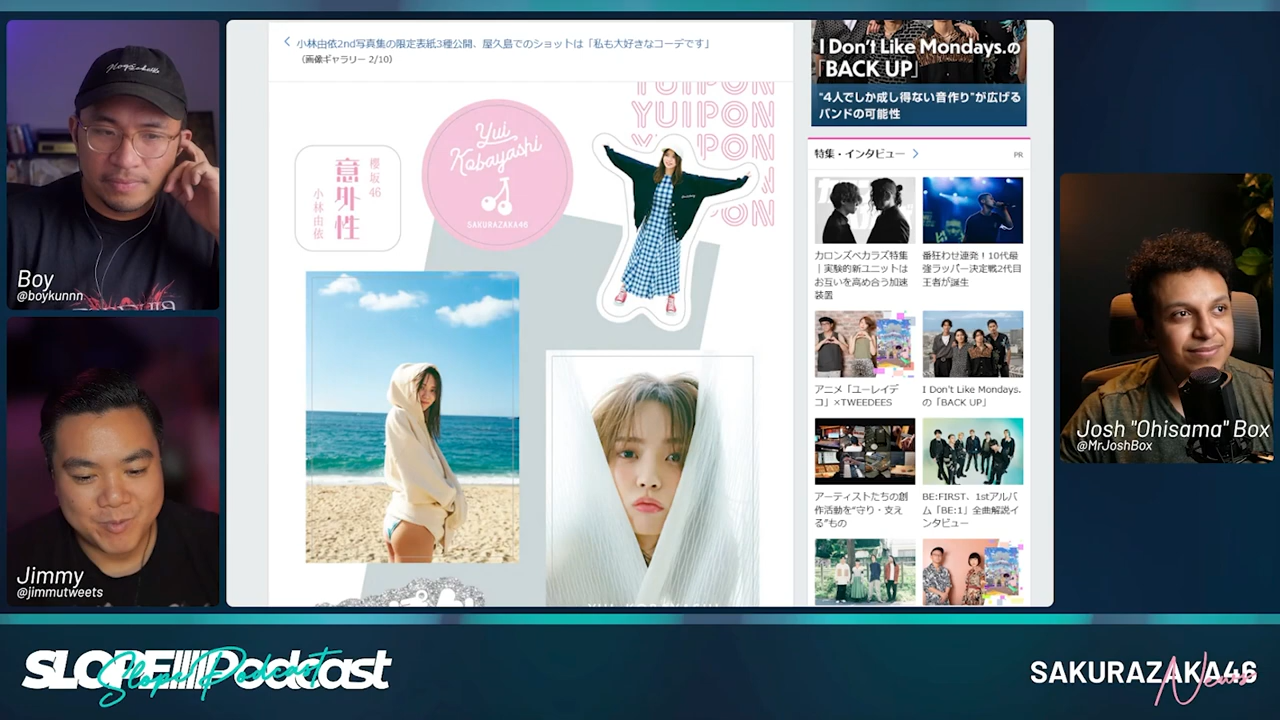 Boy
@boykunnn
Jimmy
@jimmutweets
小林由依2nd写真集の限定表紙3種公開、屋久島でのショットは「私も大好きなコーデです」
（画像ギャラリー 2/10）
櫻坂46
意外性
小林由依
Yui
Kobayashi
SAKURAZAKA46
YUIPON
YUIPON
YUIPON
YUIPON
YUIPON
I Don't Like Mondays.の
「BACK UP」
“4人でしか成し得ない音作り”が広げる
バンドの可能性
特集・インタビュー
PR
カロンズベカラズ特集
｜実験的新ユニットは
お互いを高め合う加速
装置
番狂わせ連発！10代最
強ラッパー決定戦2代目
王者が誕生
アニメ「ユーレイデ
コ」×TWEEDEES
I Don't Like Mondays.
の「BACK UP」
アーティストたちの創
作活動を“守り・支え
る”もの
BE:FIRST、1stアルバ
ム「BE:1」全曲解説イ
ンタビュー
Josh "Ohisama" Box
@MrJoshBox
SLOPE Podcast
Slope Podcast
SAKURAZAKA46
News